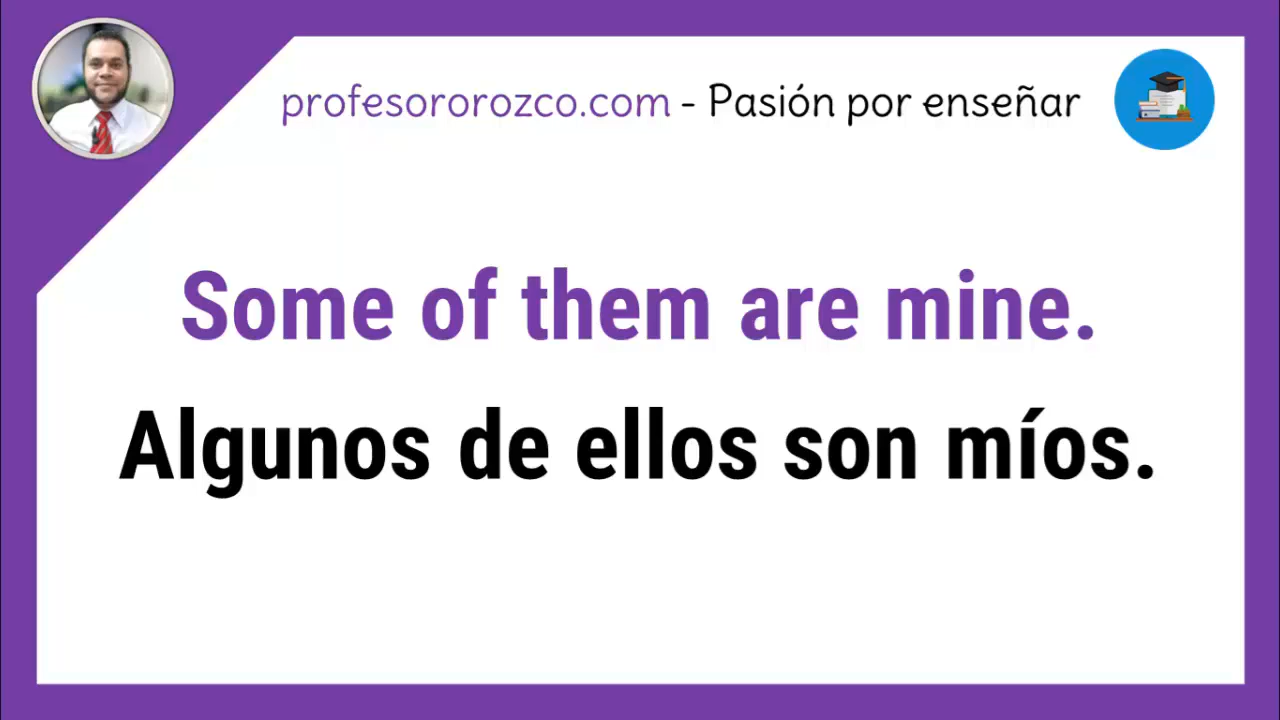 profesororozco.com - Pasión por enseñar
Some of them are mine.
Algunos de ellos son míos.